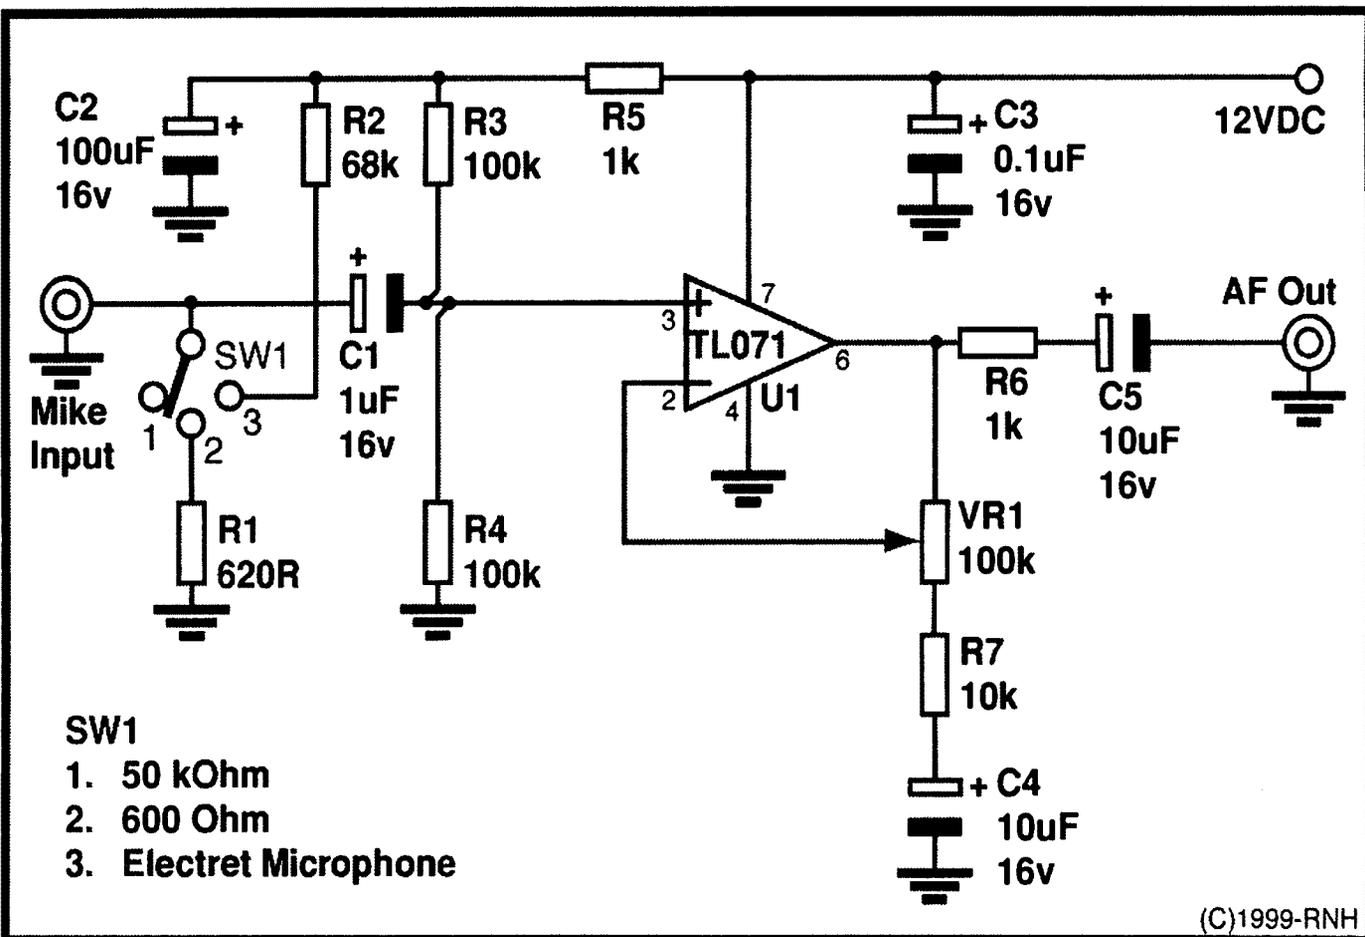 C2
100uF
16v
+
R2
68k
R3
100k
R5
1k
+ C3
0.1uF
16v
12VDC
Mike
Input
SW1
1
2
3
+
C1
1uF
16v
3
+
2
7
TL071
6
4
U1
R6
1k
+
C5
10uF
16v
AF Out
R1
620R
R4
100k
VR1
100k
R7
10k
+ C4
10uF
16v
SW1
1. 50 kOhm
2. 600 Ohm
3. Electret Microphone
(C)1999-RNH